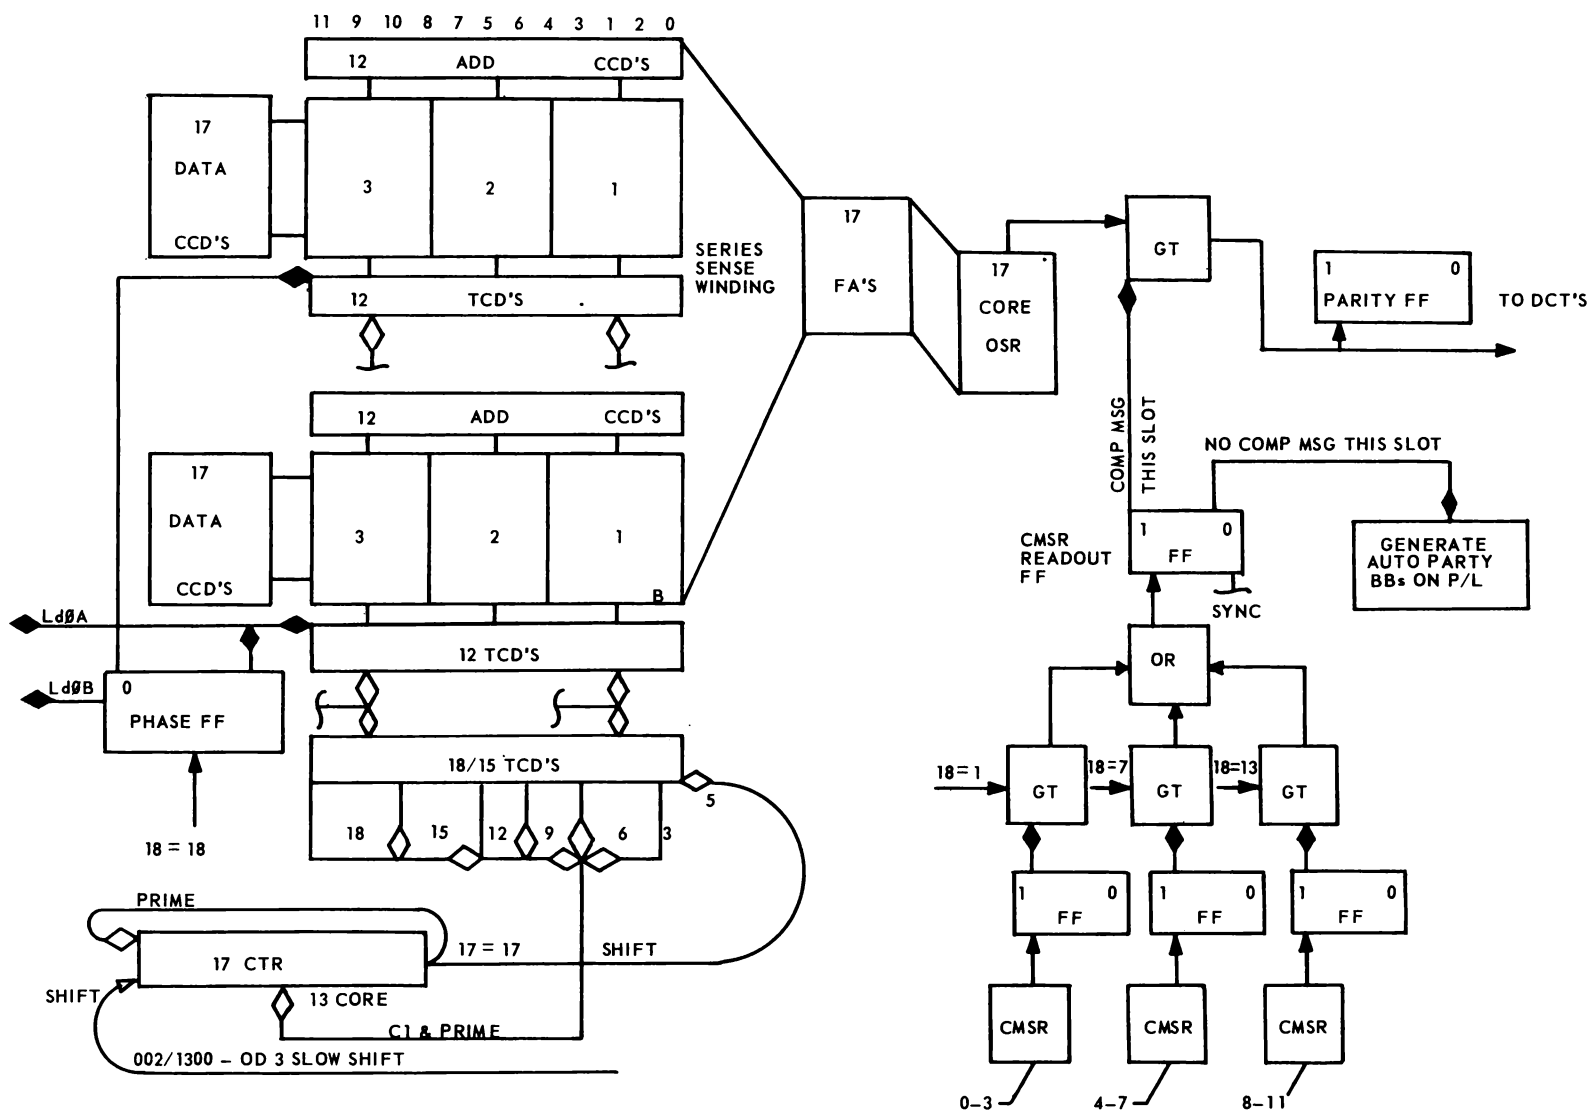 11 9 10 8 7 5 6 4 3 1 2 0
12 ADD CCD'S
17
DATA
CCD'S
3 2 1
SERIES
SENSE
WINDING
12 TCD'S
17
FA'S
17
CORE
OSR
GT
1 0
PARITY FF
TO DCT'S
12 ADD CCD'S
17
DATA
CCD'S
3 2 1
B
COMP MSG
THIS SLOT
NO COMP MSG THIS SLOT
CMSR
READOUT
FF
1 0
FF
SYNC
GENERATE
AUTO PARTY
BBs ON P/L
LdØA
12 TCD'S
LdØB
0
PHASE FF
18 = 18
18/15 TCD'S
5
18 15 12 9 6 3
OR
18=1
GT
18=7
GT
18=13
GT
1 0
FF
1 0
FF
1 0
FF
CMSR
CMSR
CMSR
0-3
4-7
8-11
PRIME
17 CTR
17 = 17
SHIFT
SHIFT
13 CORE
C1 & PRIME
002/1300 – OD 3 SLOW SHIFT